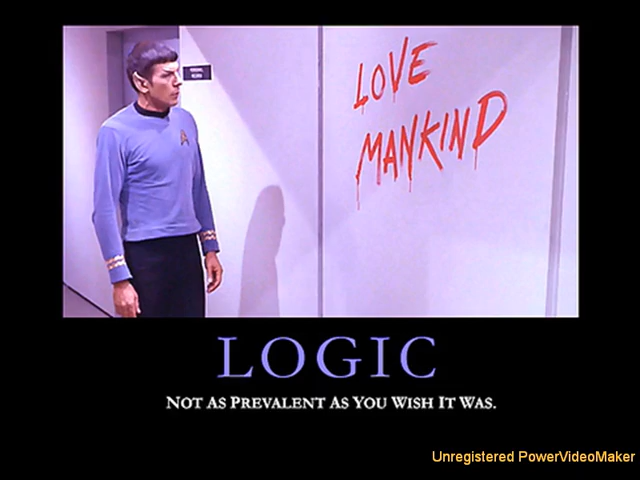 LOVE
MANKIND
LOGIC
NOT AS PREVALENT AS YOU WISH IT WAS.
Unregistered PowerVideoMaker